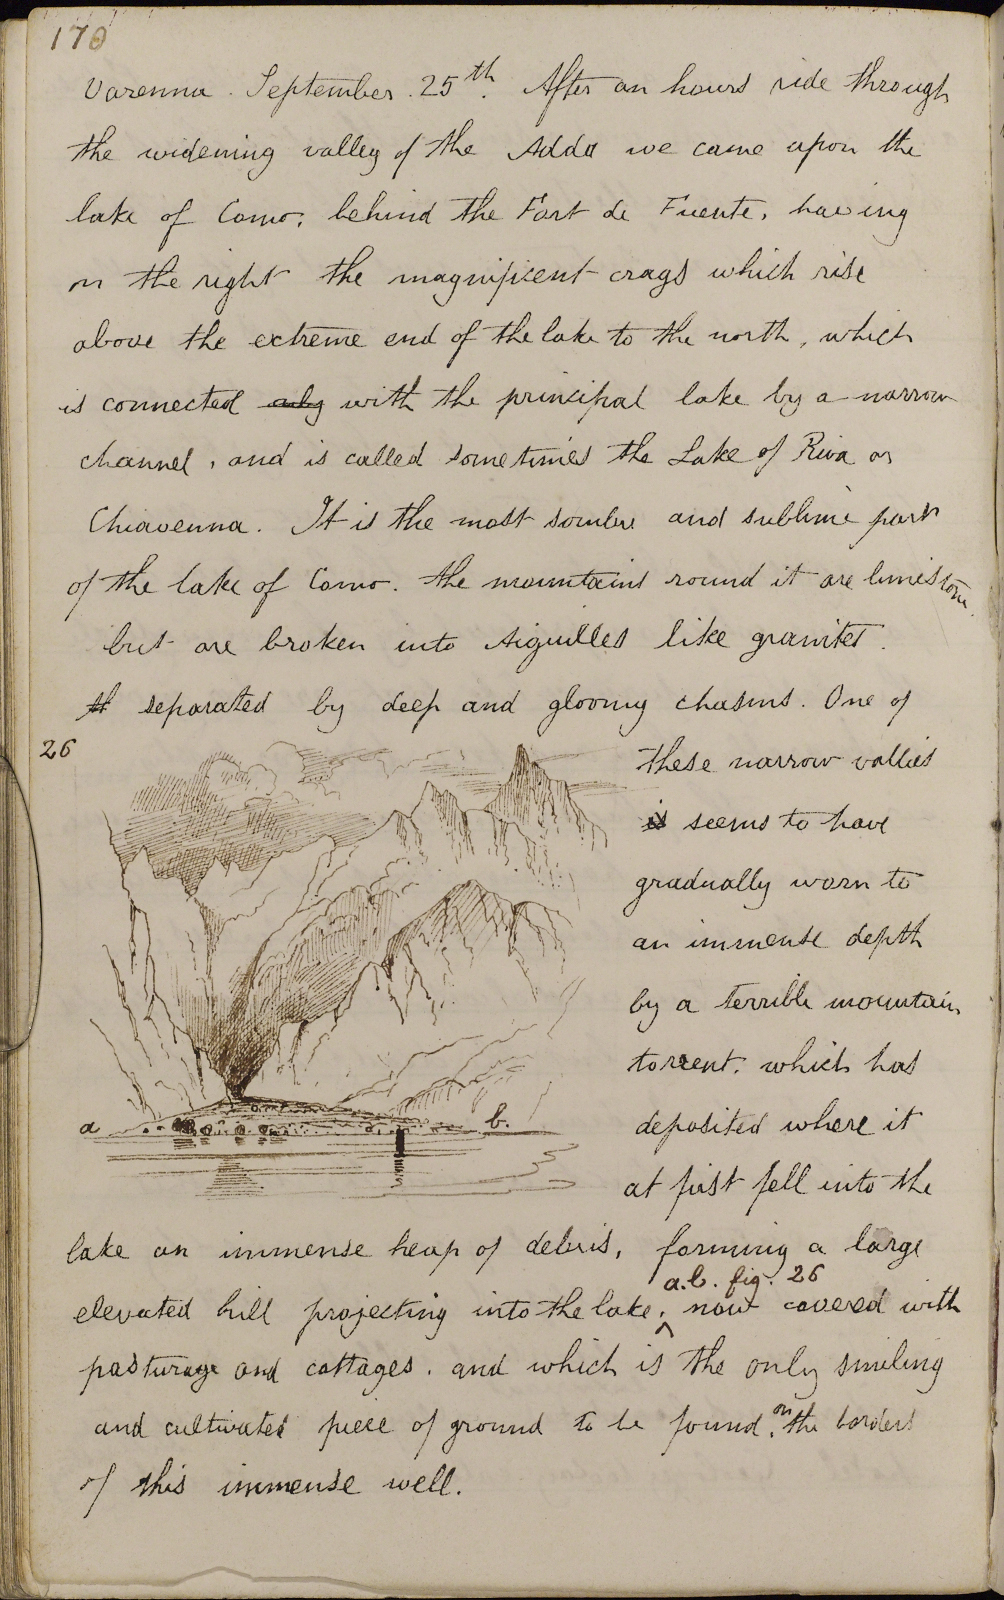 170
Varenna. September. 25th. After an hours ride through
the widening valley of the Adda we came upon the
lake of Como; behind the Fort de Fuente, having
on the right the magnificent crags which rise
above the extreme end of the lake to the north, which
is connected only with the principal lake by a narrow
channel, and is called sometimes the Lake of Riva or
Chiavenna. It is the most sombre and sublime part
of the lake of Como. the mountains round it are limestone.
but are broken into Aiguilles like granites.
th separated by deep and gloomy chasms. One of
26
these narrow vallies
is seems to have
gradually worn to
an immense depth
by a terrible mountain
torrent. which has
deposited where it
at first fell into the
a
b.
lake an immense heap of debris, forming a large
a.b. fig. 26
elevated hill projecting into the lake, ^ now covered with
pasturage and cottages. and which is the only smiling
and cultivated piece of ground to be found, on the borders
of this immense well.